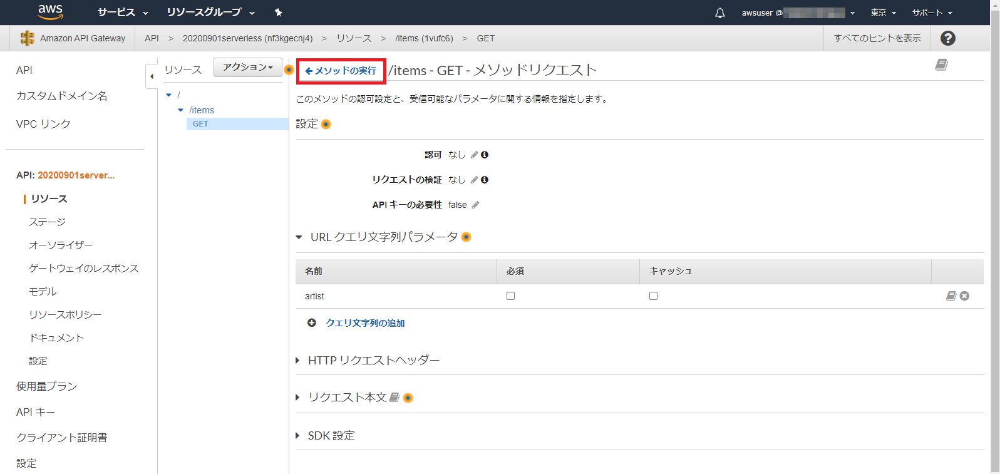 aws サービス リソースグループ awsuser @ 東京 サポート
Amazon API Gateway API > 20200901serverless (nf3kgecnj4) > リソース > /items (1vufc6) > GET すべてのヒントを表示 ?
API
カスタムドメイン名
VPC リンク
API: 20200901server...
リソース
ステージ
オーソライザー
ゲートウェイのレスポンス
モデル
リソースポリシー
ドキュメント
設定
使用量プラン
API キー
クライアント証明書
設定
リソース アクション
/
/items
GET
メソッドの実行 /items - GET - メソッドリクエスト
このメソッドの認可設定と、受信可能なパラメータに関する情報を指定します。
設定
認可 なし
リクエストの検証 なし
API キーの必要性 false
URL クエリ文字列パラメータ
名前 必須 キャッシュ
artist
クエリ文字列の追加
HTTP リクエストヘッダー
リクエスト本文
SDK 設定